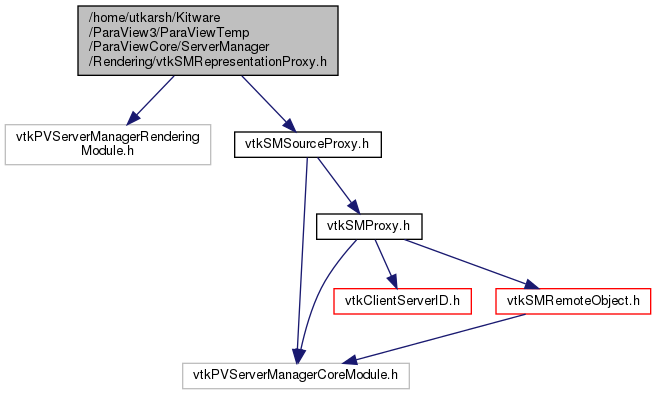 /home/utkarsh/Kitware
/ParaView3/ParaViewTemp
/ParaViewCore/ServerManager
/Rendering/vtkSMRepresentationProxy.h
vtkPVServerManagerRendering
Module.h
vtkSMSourceProxy.h
vtkSMProxy.h
vtkClientServerID.h
vtkSMRemoteObject.h
vtkPVServerManagerCoreModule.h